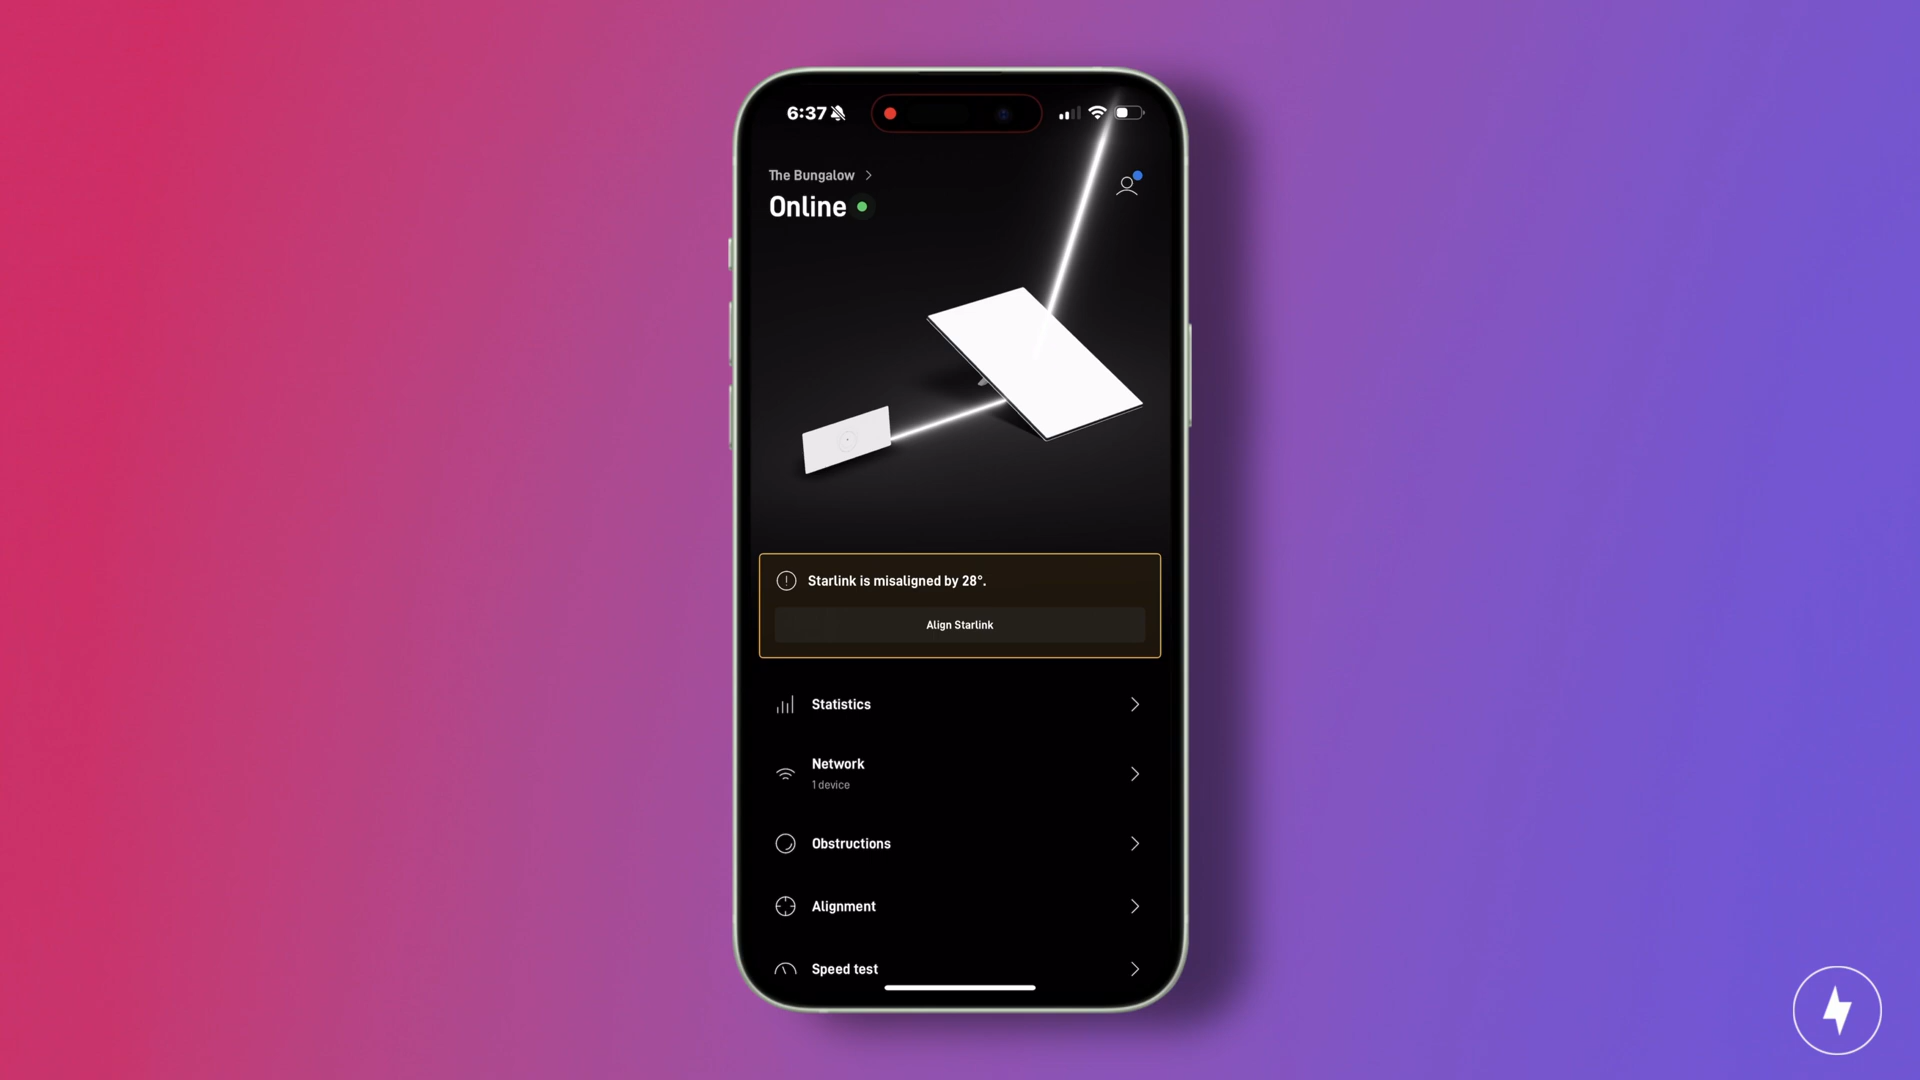 6:37
The Bungalow
Online
Starlink is misaligned by 28°.
Align Starlink
Statistics
Network
1 device
Obstructions
Alignment
Speed test